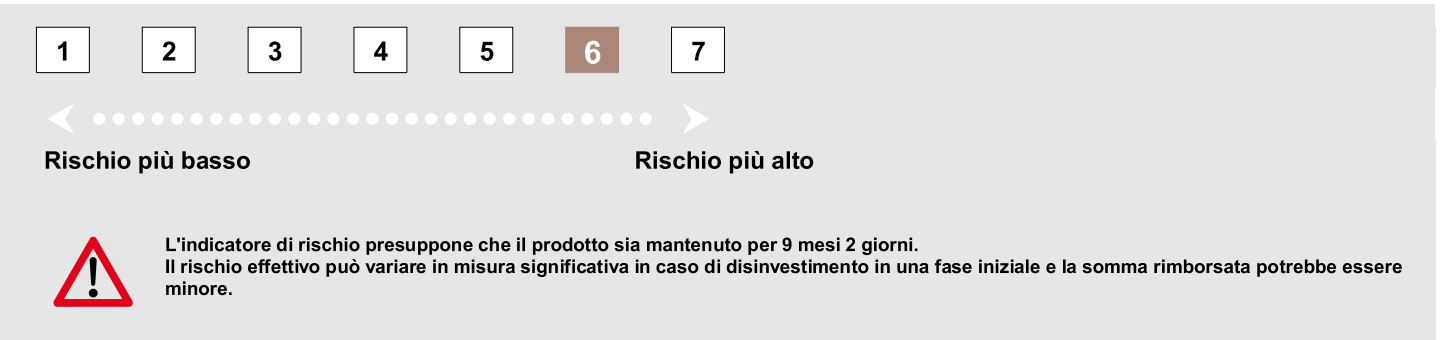 1 2 3 4 5 6 7
Rischio più basso Rischio più alto
L'indicatore di rischio presuppone che il prodotto sia mantenuto per 9 mesi 2 giorni.
Il rischio effettivo può variare in misura significativa in caso di disinvestimento in una fase iniziale e la somma rimborsata potrebbe essere
minore.